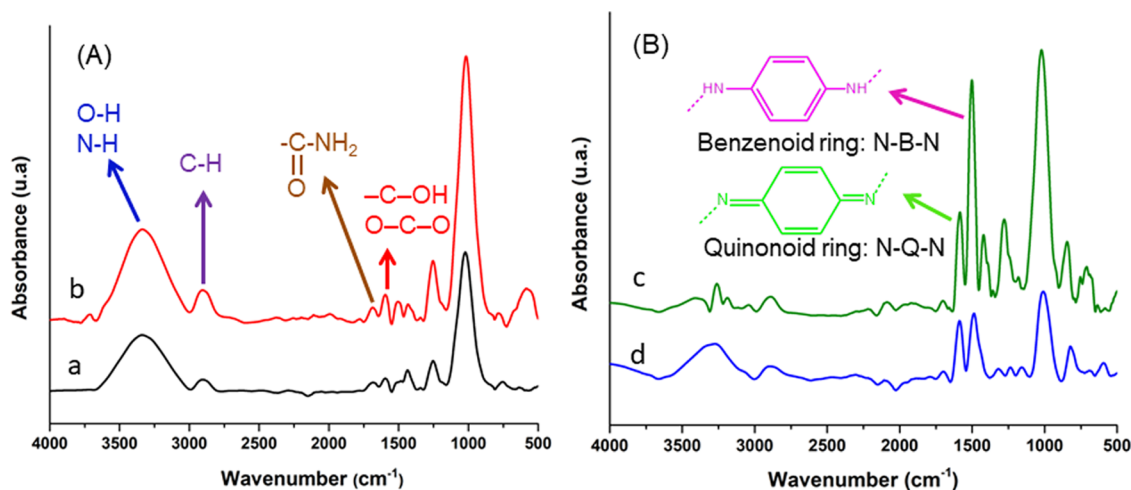 (A)
O-H
N-H
C-H
-C-NH₂
O
–C–OH
O–C–O
b
a
Absorbance (u.a)
4000 3500 3000 2500 2000 1500 1000 500
Wavenumber (cm⁻¹)
(B)
HN
NH
Benzenoid ring: N-B-N
N
N
Quinonoid ring: N-Q-N
c
d
Absorbance (u.a.)
4000 3500 3000 2500 2000 1500 1000 500
Wavenumber (cm⁻¹)